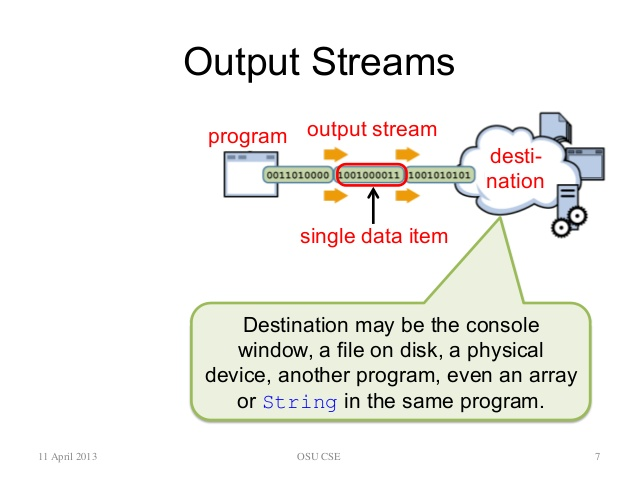 Output Streams
program
output stream
desti-
nation
0011010000
1001000011
1001010101
single data item
Destination may be the console
window, a file on disk, a physical
device, another program, even an array
or String in the same program.
11 April 2013
OSU CSE
7